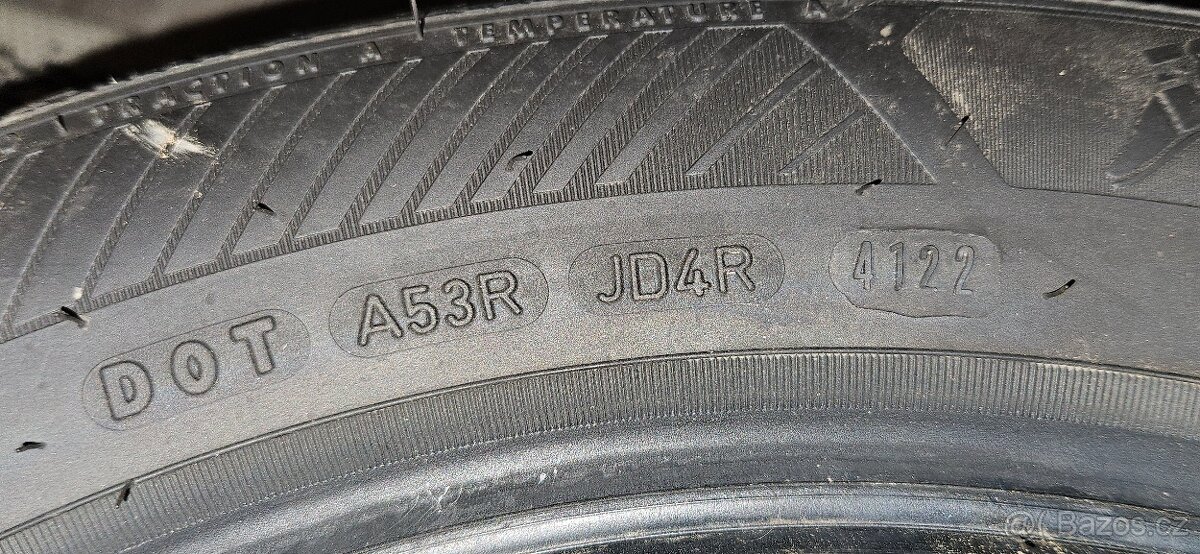 TRACTION A TEMPERATURE A
DOT A53R JD4R 4122
Bazos.cz